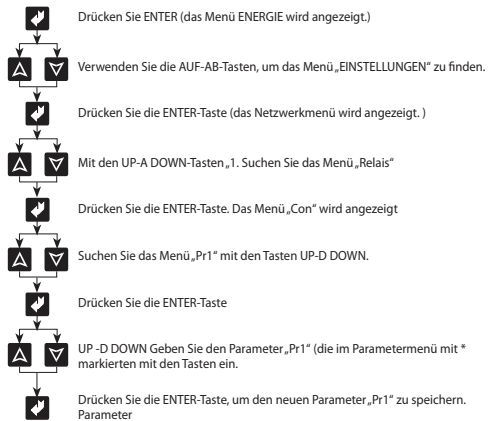 Drücken Sie ENTER (das Menü ENERGIE wird angezeigt.)
Verwenden Sie die AUF-AB-Tasten, um das Menü „EINSTELLUNGEN“ zu finden.
Drücken Sie die ENTER-Taste (das Netzwerkmenü wird angezeigt. )
Mit den UP-A DOWN-Tasten „1. Suchen Sie das Menü „Relais“
Drücken Sie die ENTER-Taste. Das Menü „Con“ wird angezeigt
Suchen Sie das Menü „Pr1“ mit den Tasten UP-D DOWN.
Drücken Sie die ENTER-Taste
UP -D DOWN Geben Sie den Parameter „Pr1“ (die im Parametermenü mit *
markierten mit den Tasten ein.
Drücken Sie die ENTER-Taste, um den neuen Parameter „Pr1“ zu speichern.
Parameter